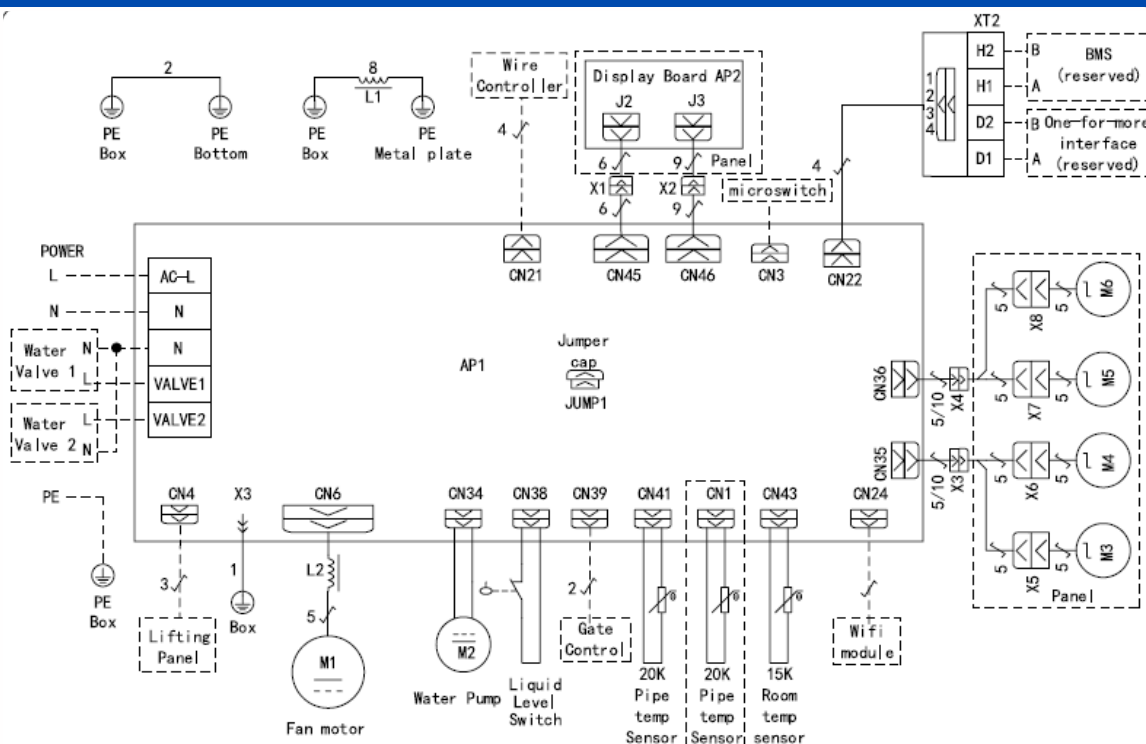 2
PE
Box
PE
Bottom
8
L1
PE
Box
PE
Metal plate
Wire
Controller
4
Display Board AP2
J2
J3
6
9
Panel
X1
X2
6
9
microswitch
4
XT2
1
2
3
4
H2
H1
D2
D1
B
A
B
A
BMS
(reserved)
One-for-more
interface
(reserved)
POWER
L
N
Water
Valve 1
N
L
Water
Valve 2
L
N
PE
PE
Box
AC-L
N
N
VALVE1
VALVE2
CN21
CN45
CN46
CN3
CN22
AP1
Jumper
cap
JUMP1
CN36
5/10
X4
CN35
5/10
X3
5
X8
5
M6
5
X7
5
M5
5
X6
5
M4
5
X5
5
M3
Panel
CN4
X3
CN6
CN34
CN38
CN39
CN41
CN1
CN43
CN24
3
Lifting
Panel
1
Box
L2
5
M1
Fan motor
M2
Water Pump
Liquid
Level
Switch
2
Gate
Control
θ
20K
Pipe
temp
Sensor
θ
20K
Pipe
temp
Sensor
θ
15K
Room
temp
sensor
Wifi
module